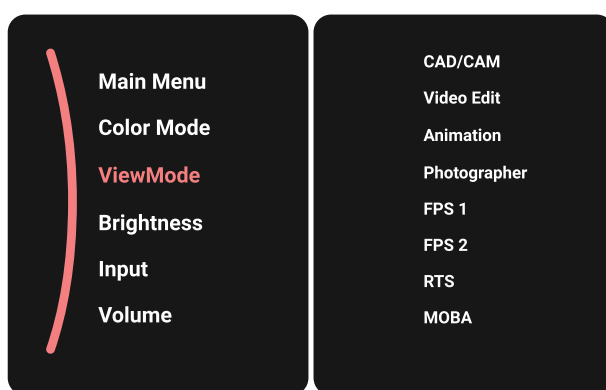 Main Menu
Color Mode
ViewMode
Brightness
Input
Volume
CAD/CAM
Video Edit
Animation
Photographer
FPS 1
FPS 2
RTS
MOBA